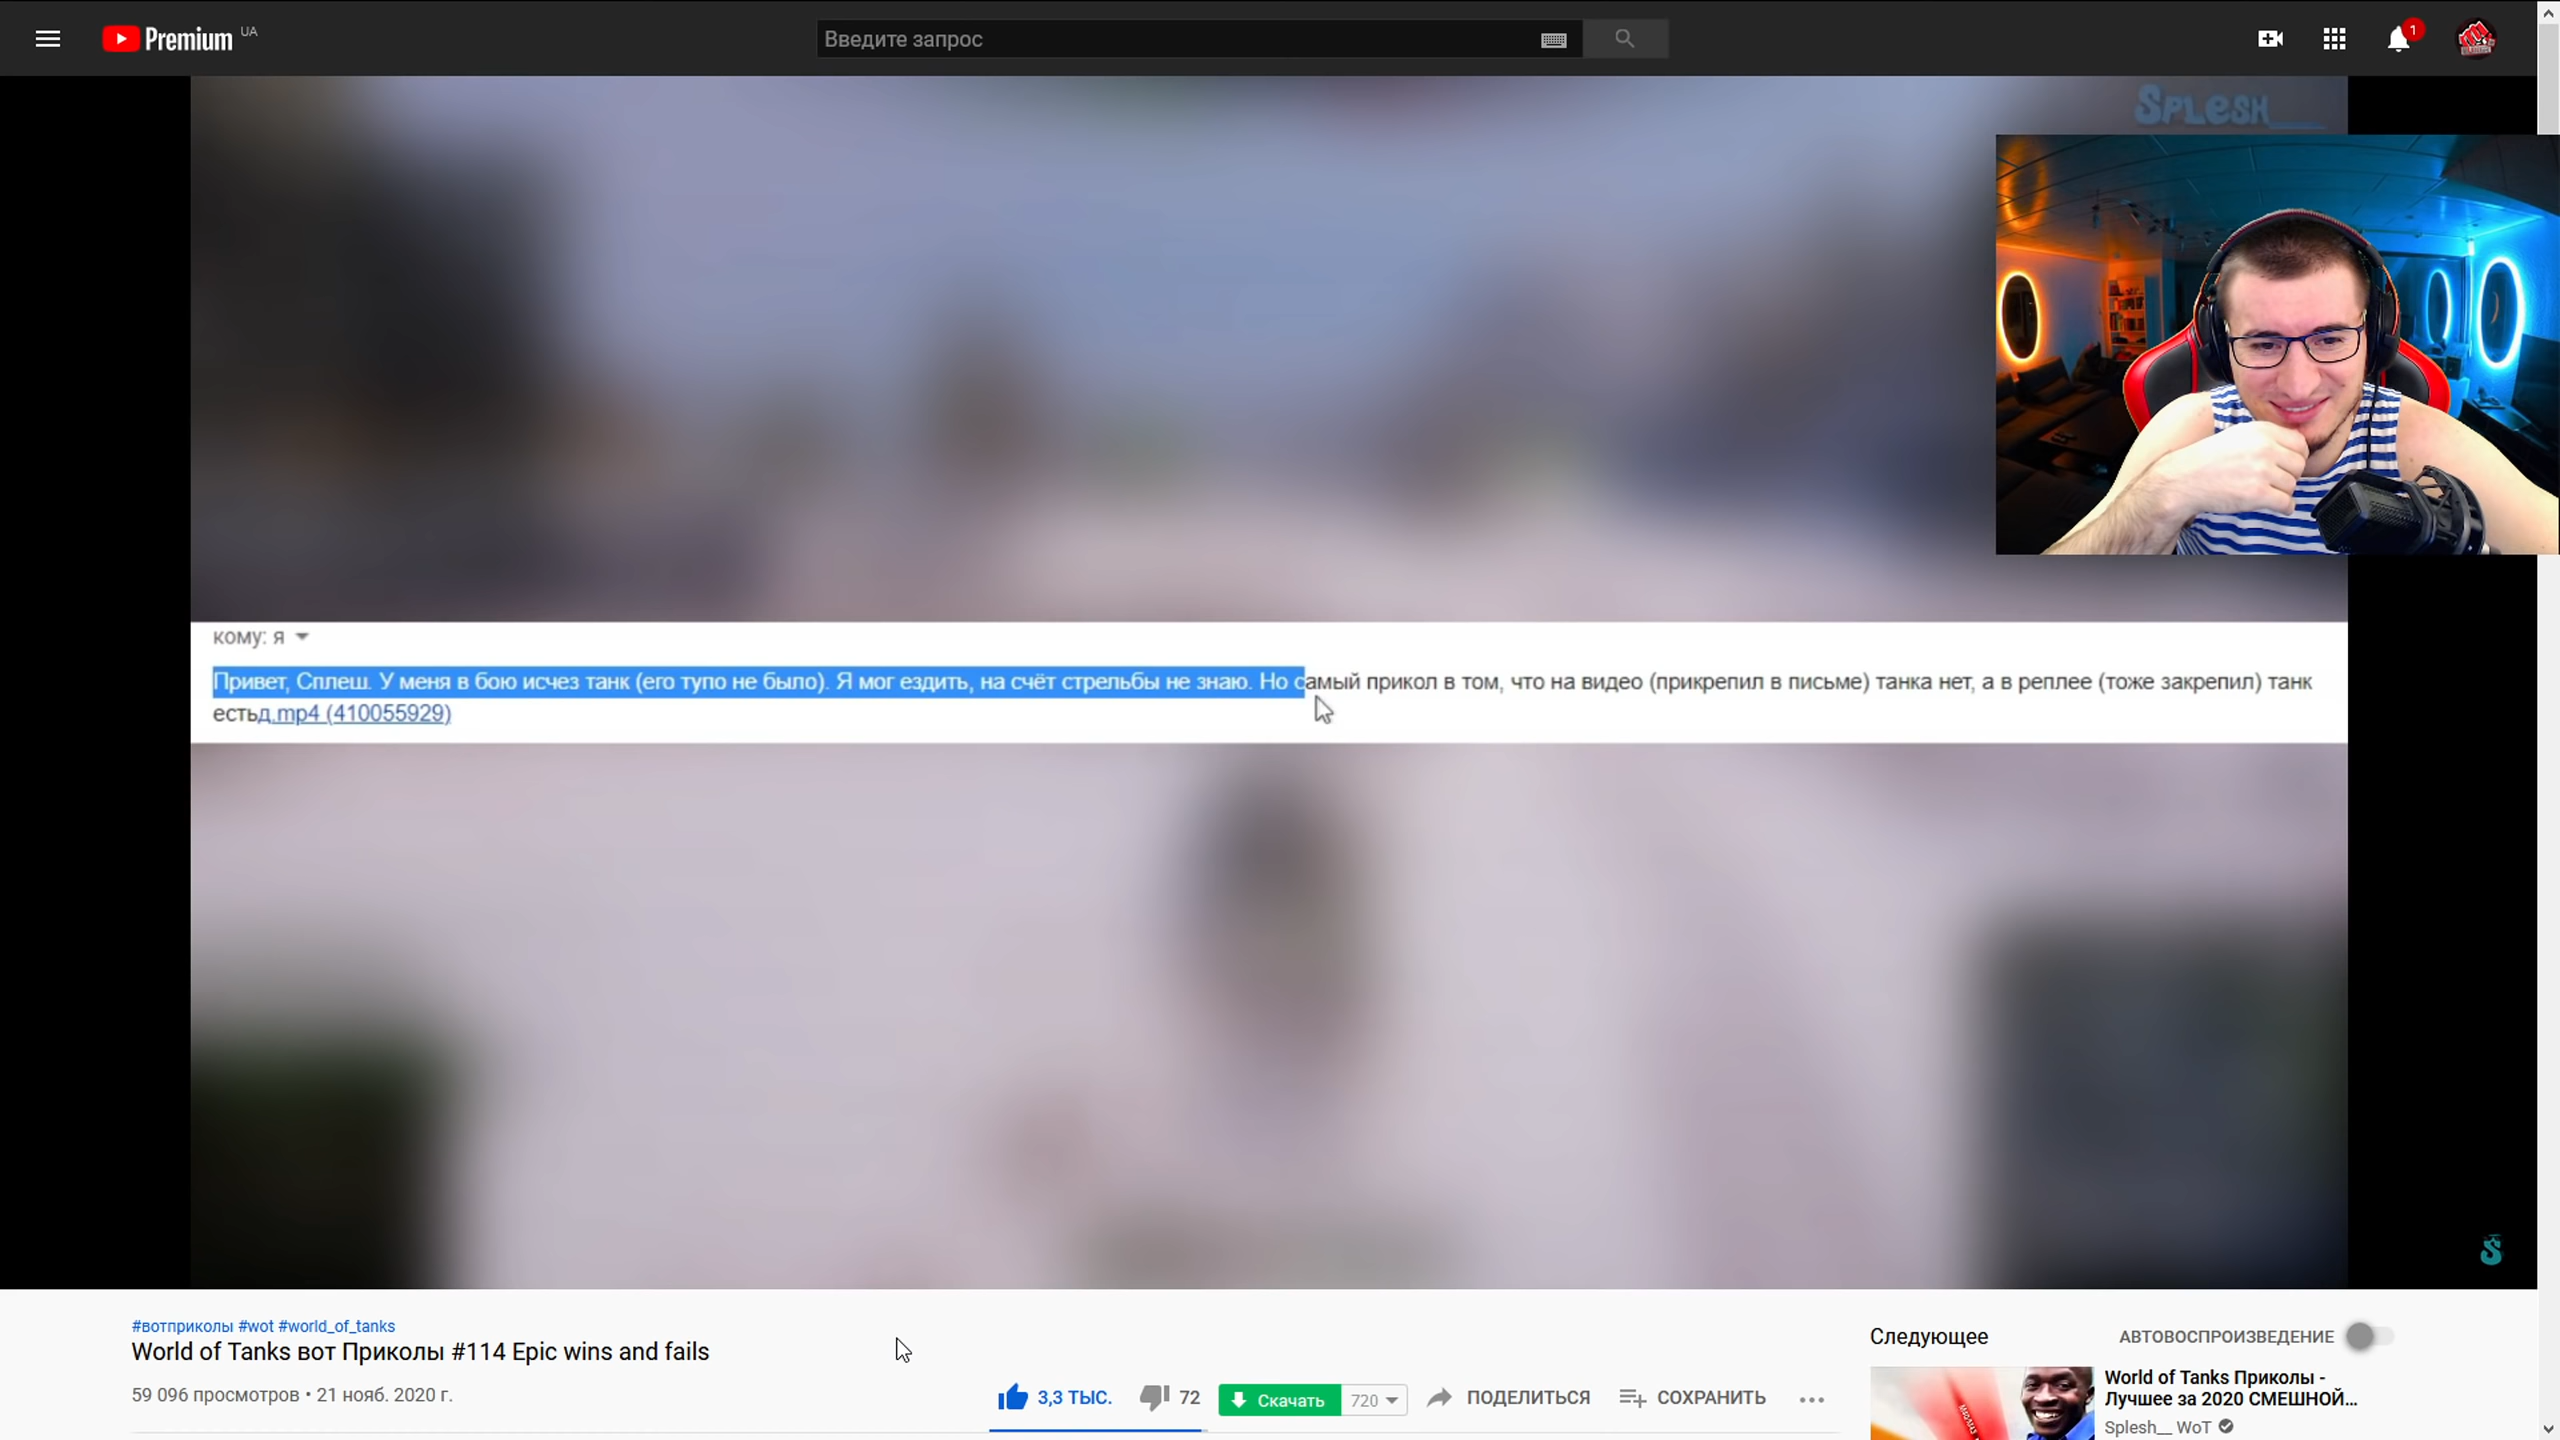 Premium UA
Введите запрос
1
SPLESH__
кому: я
Привет, Сплеш. У меня в бою исчез танк (его тупо не было). Я мог ездить, на счёт стрельбы не знаю. Но самый прикол в том, что на видео (прикрепил в письме) танка нет, а в реплее (тоже закрепил) танк
естьд.mp4 (410055929)
#вотприколы #wot #world_of_tanks
World of Tanks вот Приколы #114 Epic wins and fails
59 096 просмотров • 21 нояб. 2020 г.
3,3 ТЫС.
72
Скачать
720
ПОДЕЛИТЬСЯ
СОХРАНИТЬ
Следующее
АВТОВОСПРОИЗВЕДЕНИЕ
World of Tanks Приколы -
Лучшее за 2020 СМЕШНОЙ...
Splesh__ WoT